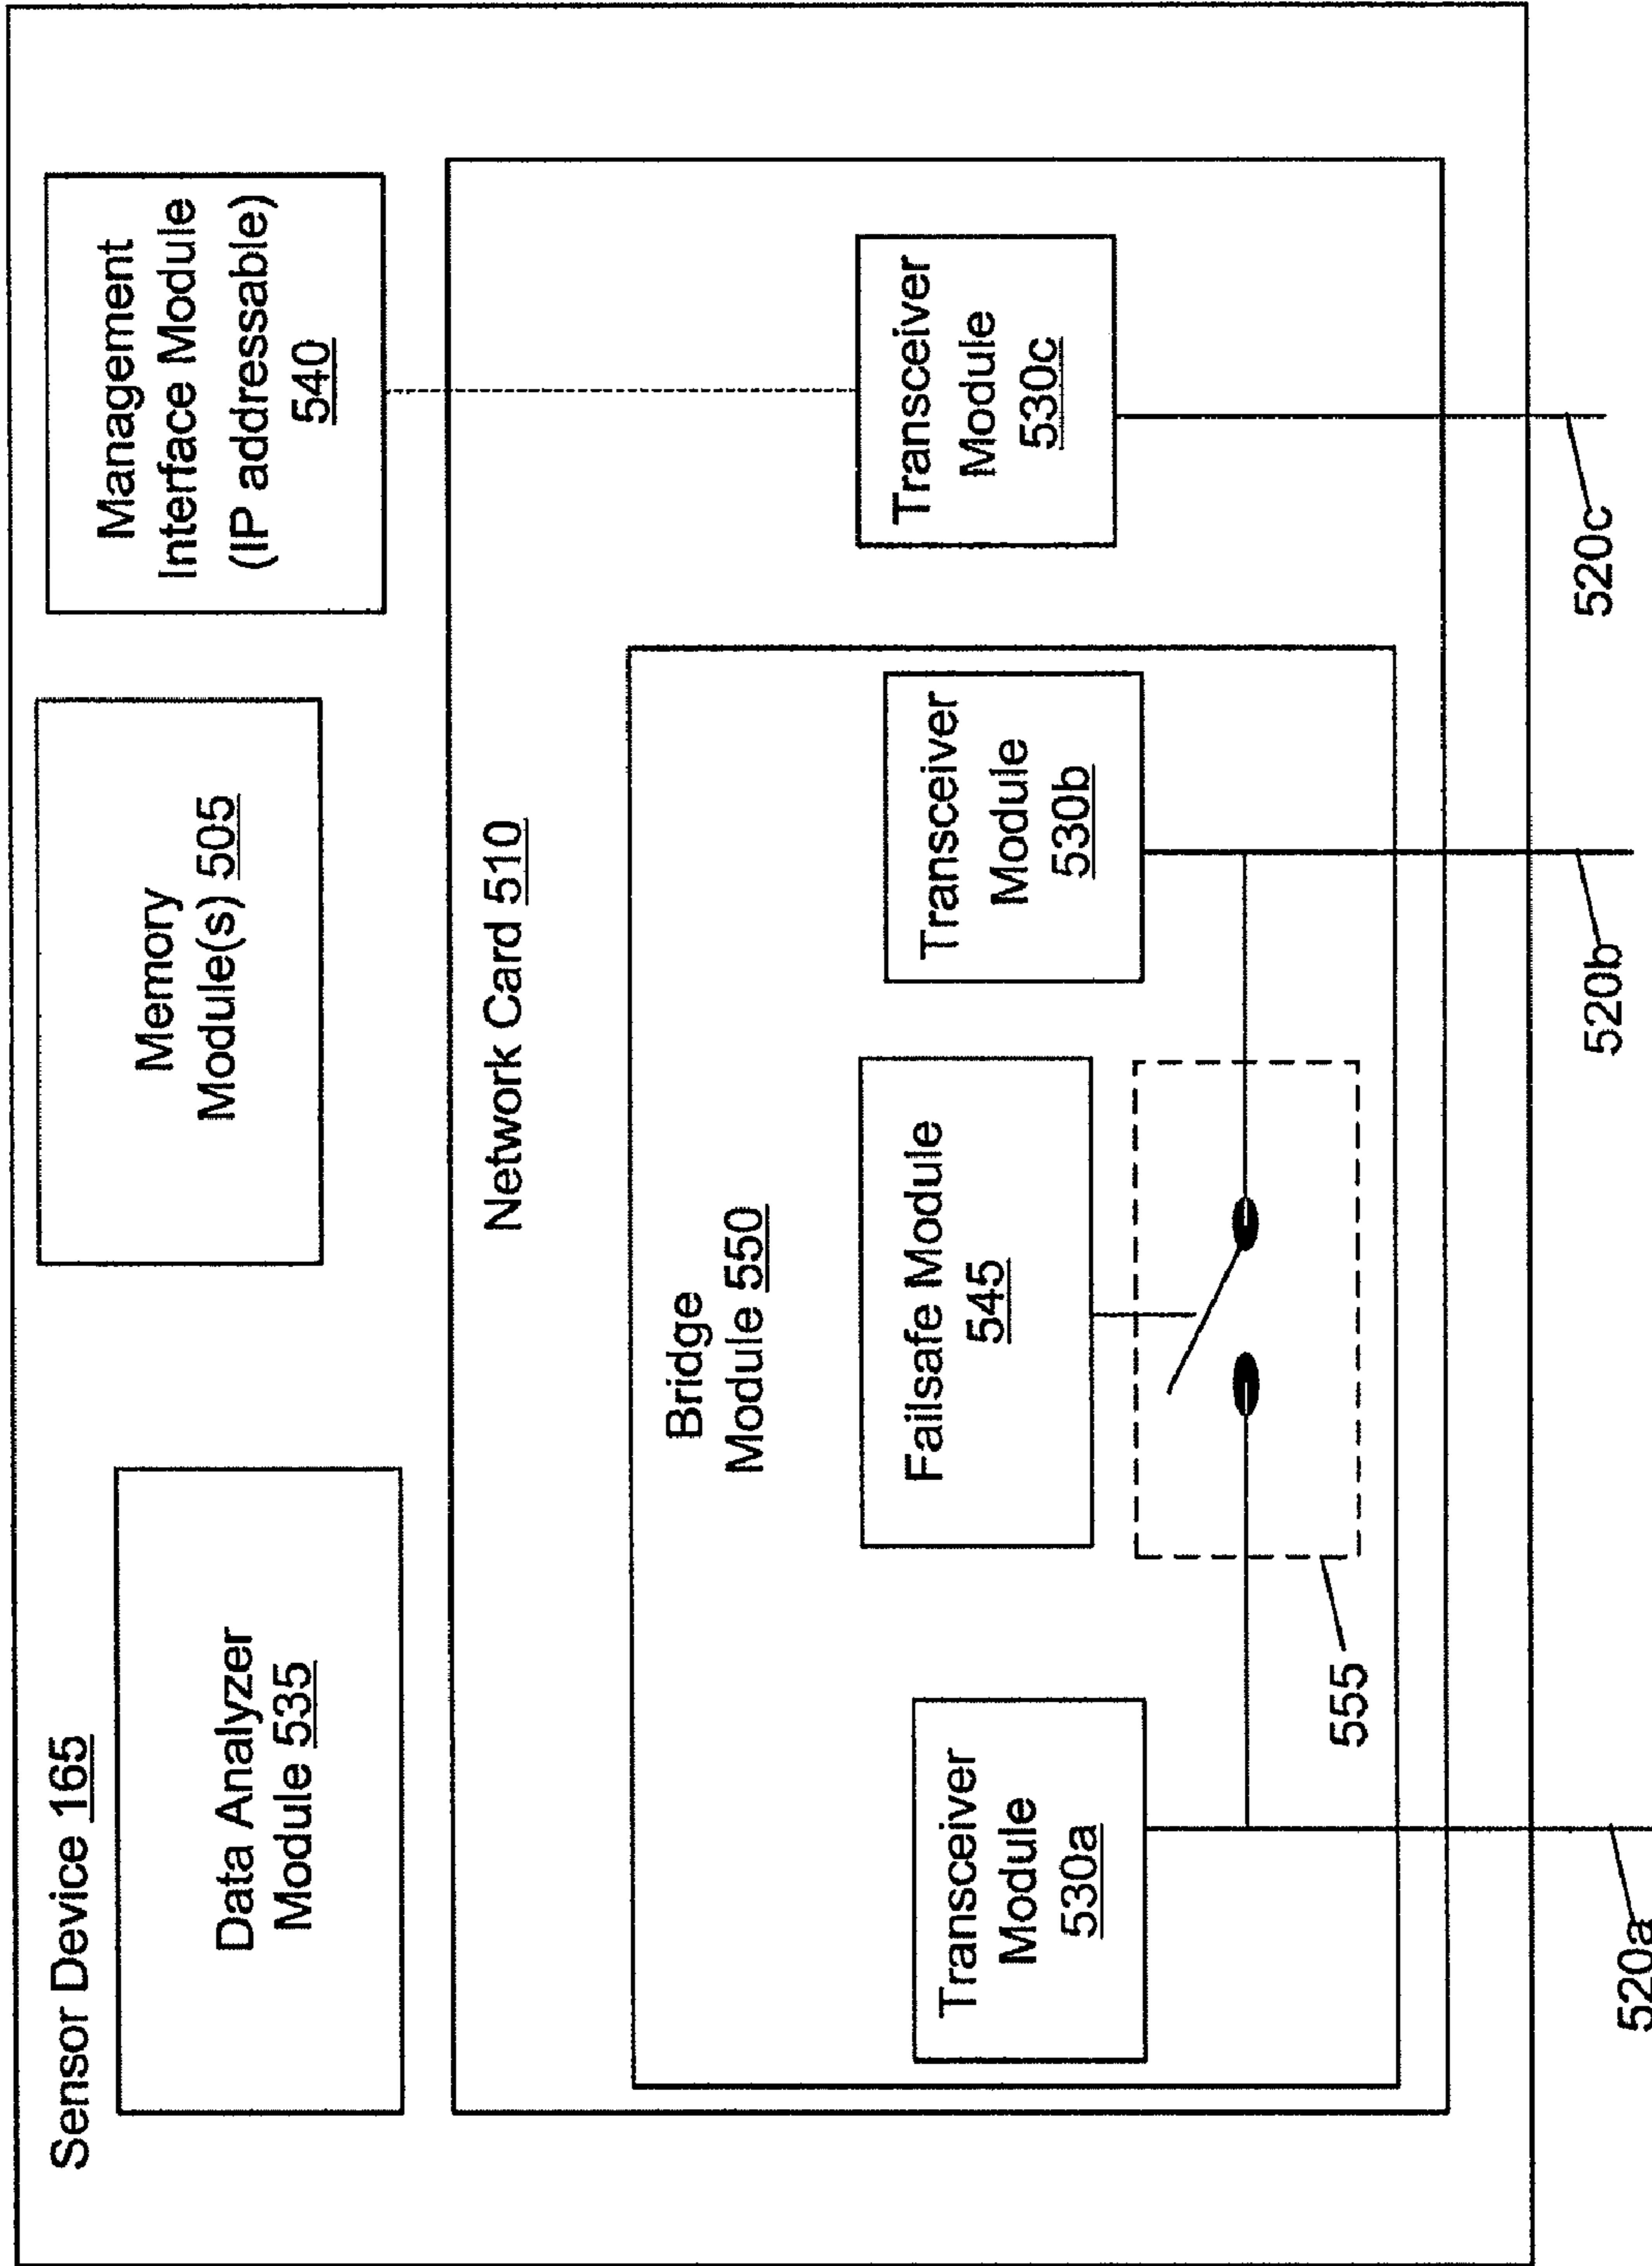 Sensor Device 165
Data Analyzer
Module 535
Memory
Module(s) 505
Management
Interface Module
(IP addressable)
540
Network Card 510
Bridge
Module 550
Transceiver
Module
530a
Failsafe Module
545
Transceiver
Module
530b
Transceiver
Module
530c
555
520a
520b
520c